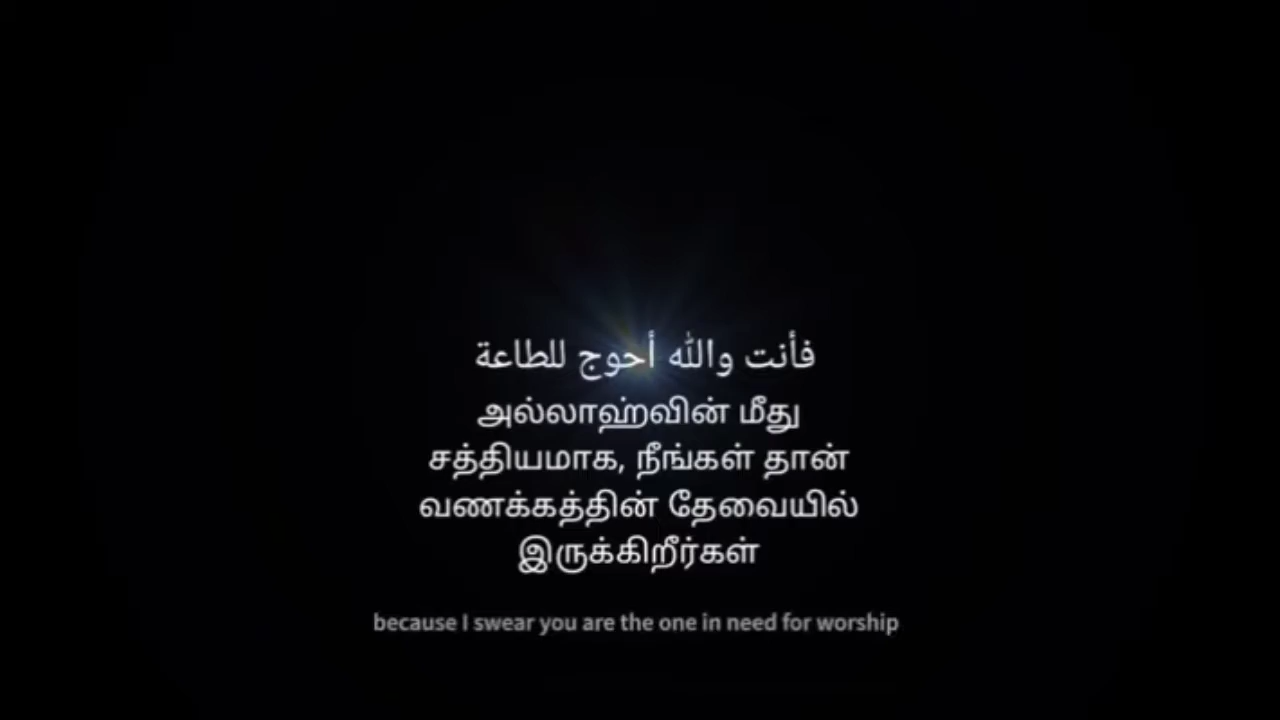 فأنت والله أحوج للطاعة
அல்லாஹ்வின் மீது
சத்தியமாக, நீங்கள் தான்
வணக்கத்தின் தேவையில்
இருக்கிறீர்கள்
because I swear you are the one in need for worship